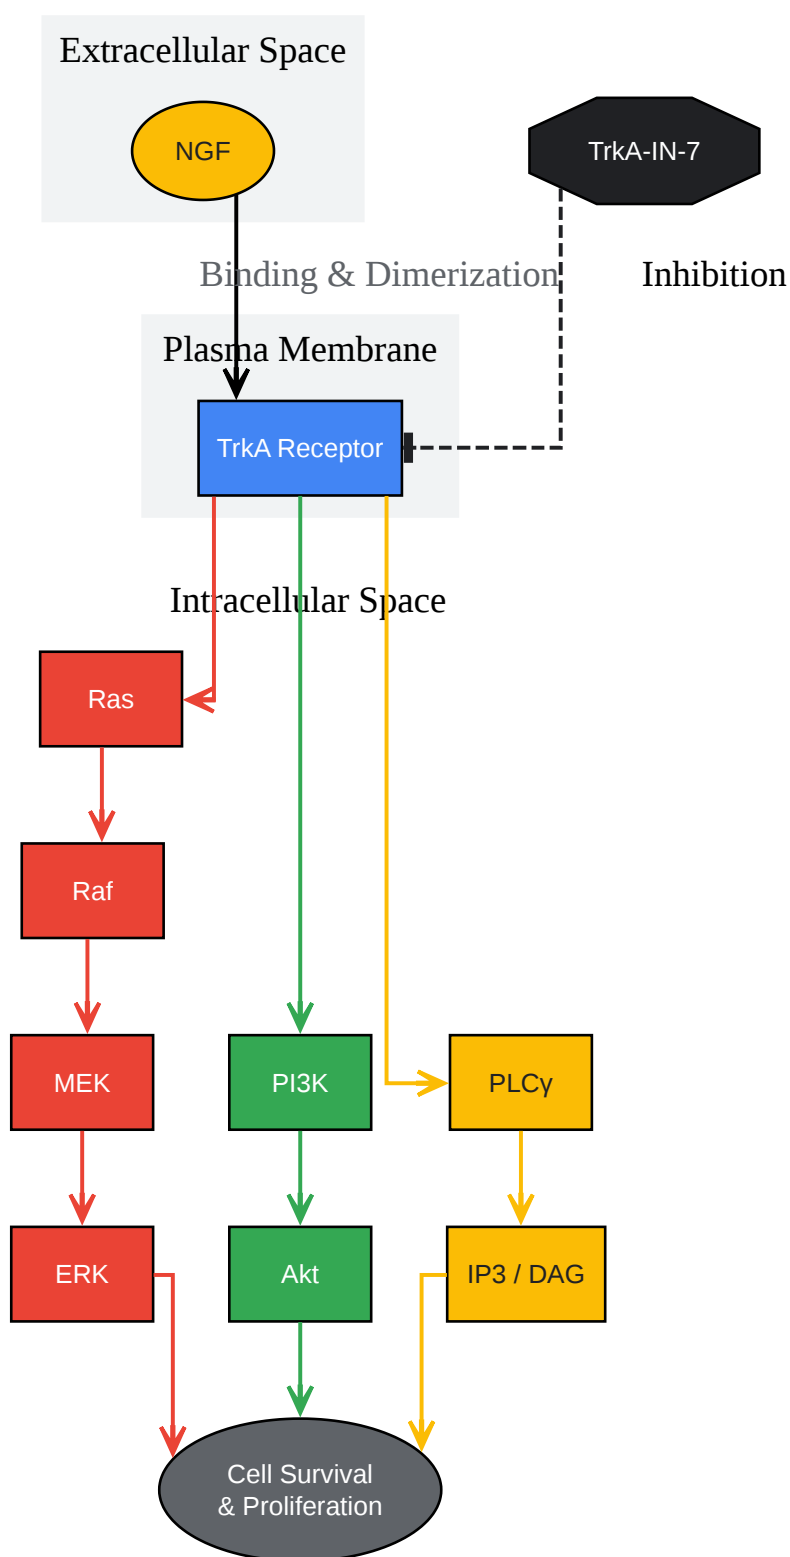 Extracellular Space
NGF
TrkA-IN-7
Binding & Dimerization
Inhibition
Plasma Membrane
TrkA Receptor
Intracellular Space
Ras
Raf
MEK
PI3K
PLCγ
ERK
Akt
IP3 / DAG
Cell Survival
& Proliferation